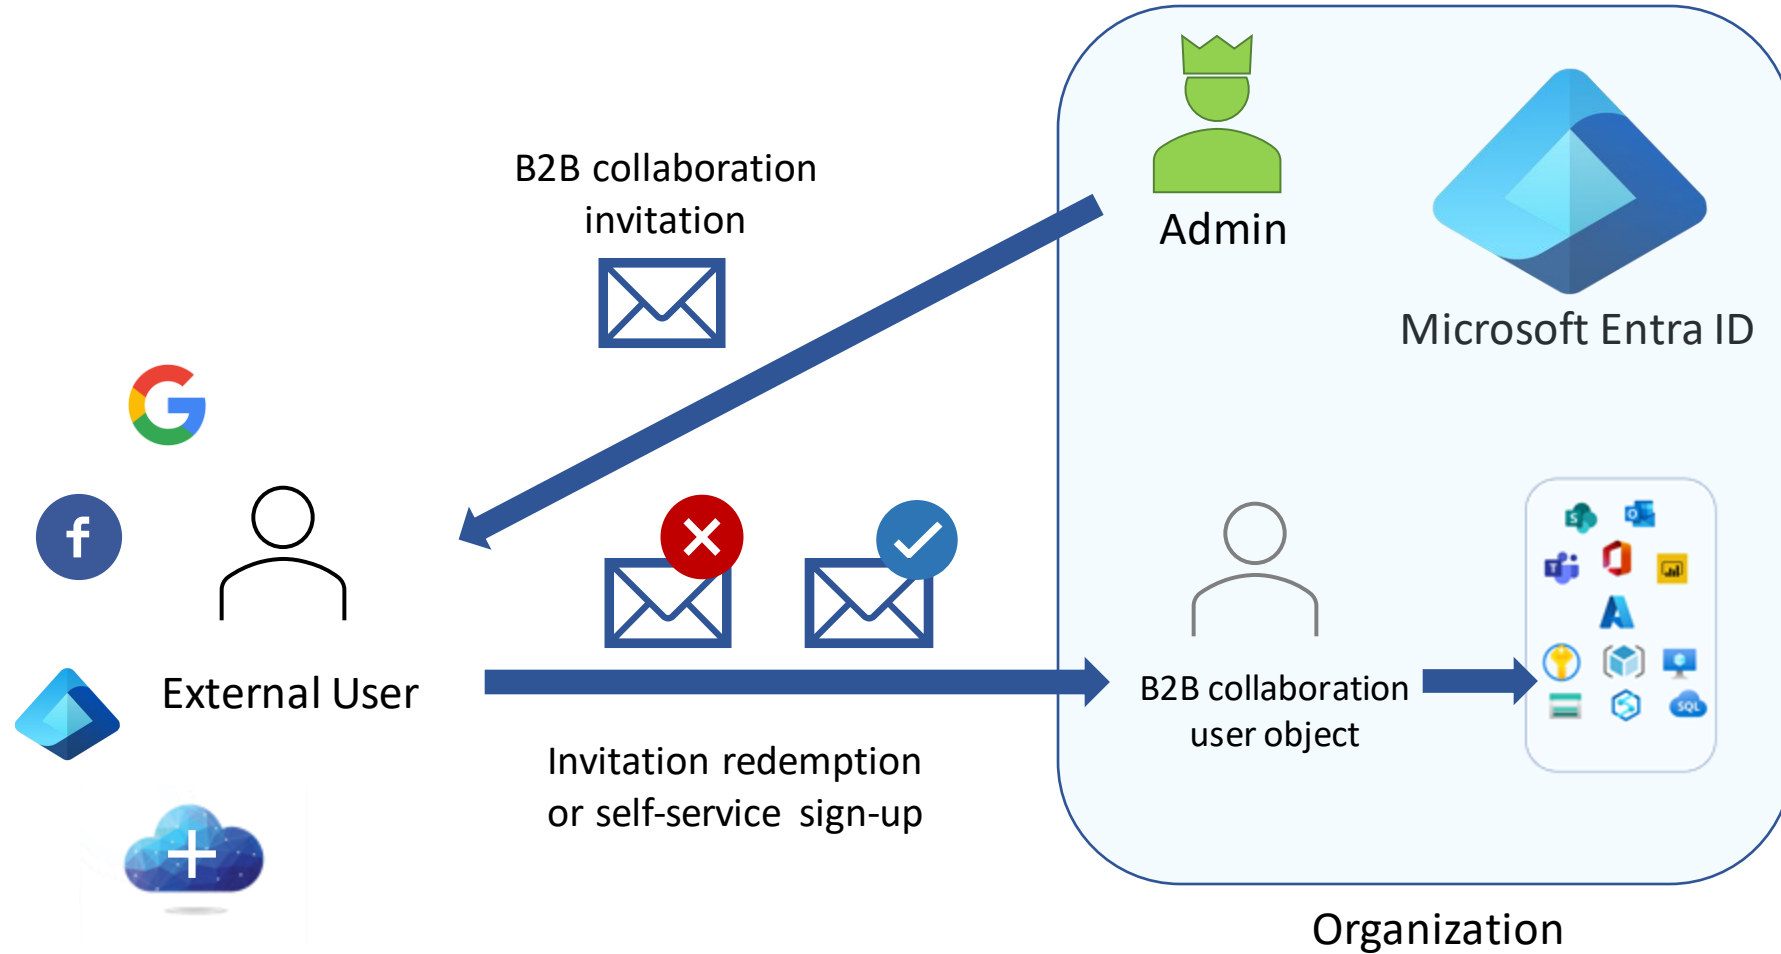 B2B collaboration
invitation
Admin
Microsoft Entra ID
External User
Invitation redemption
or self-service sign-up
B2B collaboration
user object
S
O
T
SQL
f
G
Organization